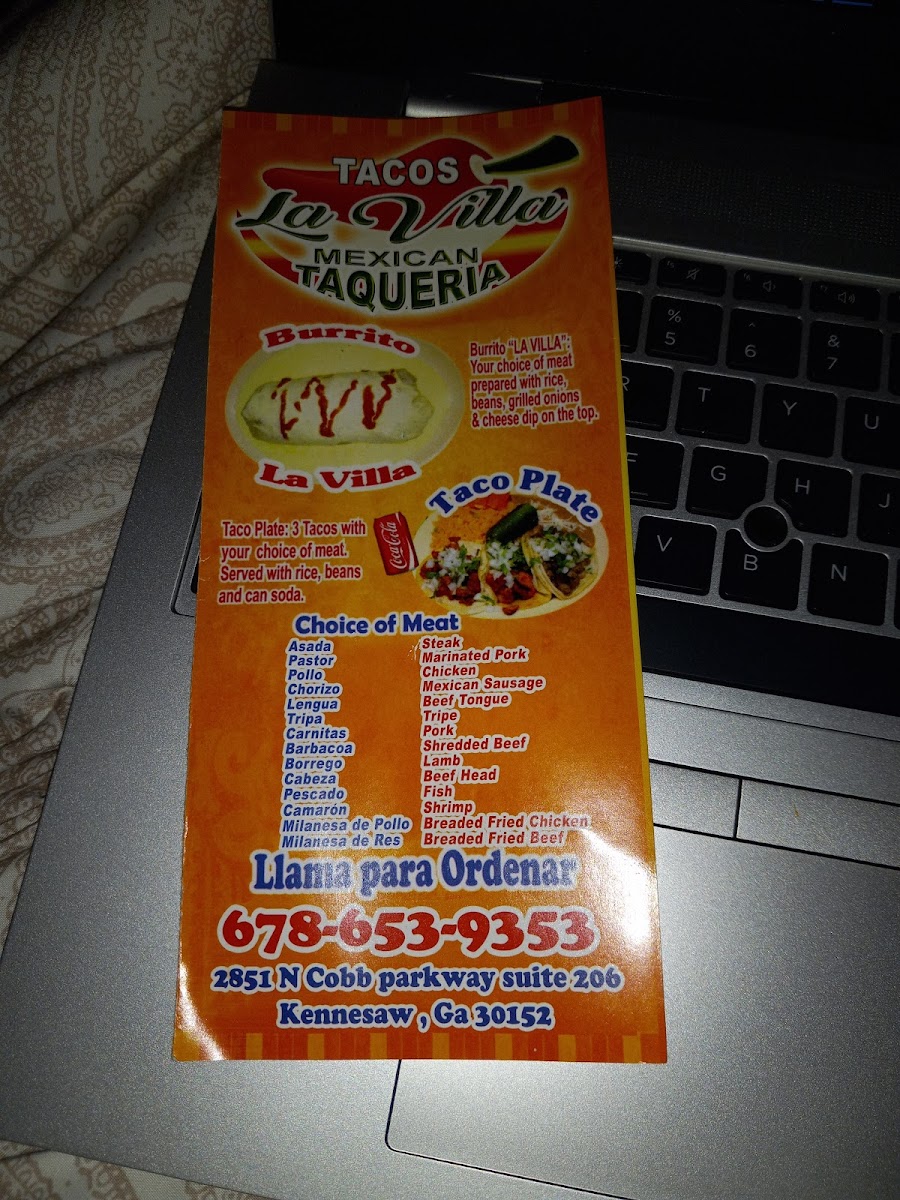 TACOS
La Villa
MEXICAN
TAQUERIA
Burrito
La Villa
Burrito "LA VILLA":
Your choice of meat
prepared with rice,
beans, grilled onions
& cheese dip on the top.
Taco Plate
Taco Plate: 3 Tacos with
your choice of meat.
Served with rice, beans
and can soda.
Coca-Cola
Choice of Meat
Asada Steak
Pastor Marinated Pork
Pollo Chicken
Chorizo Mexican Sausage
Lengua Beef Tongue
Tripa Tripe
Carnitas Pork
Barbacoa Shredded Beef
Borrego Lamb
Cabeza Beef Head
Pescado Fish
Camarón Shrimp
Milanesa de Pollo Breaded Fried Chicken
Milanesa de Res Breaded Fried Beef
Llama para Ordenar
678-653-9353
2851 N Cobb parkway suite 206
Kennesaw , Ga 30152
% 5
^ 6
& 7
R T Y U
G H J
V B N